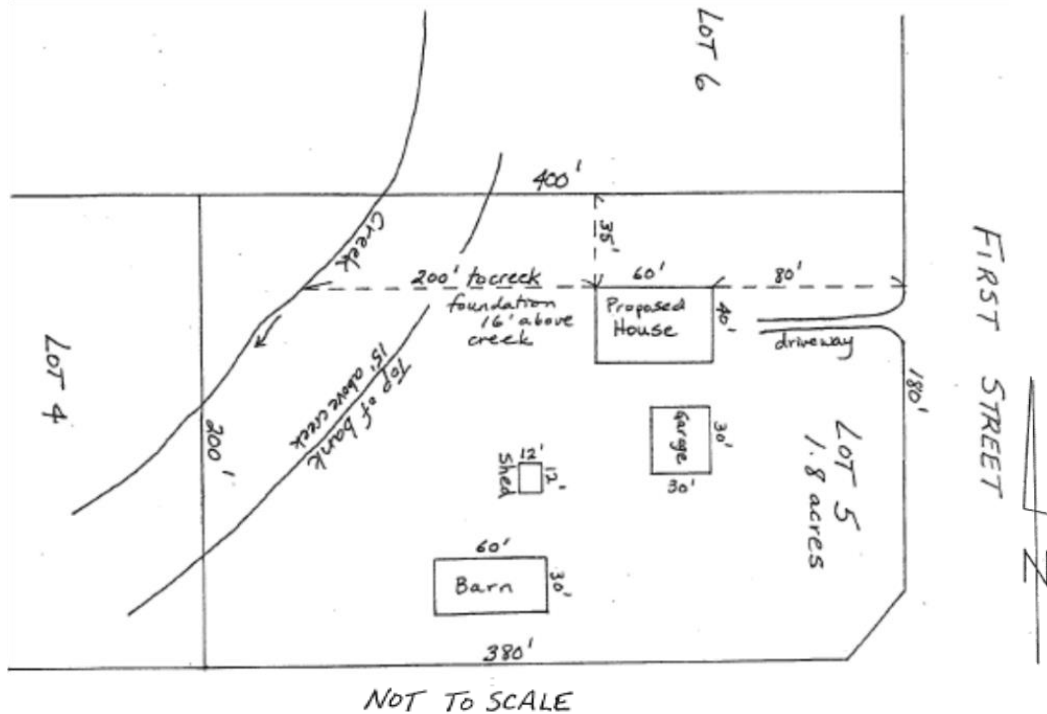 LOT 6
400'
Creek
35'
200' to creek
60'
80'
foundation
16' above
creek
Proposed
House
40'
driveway
FIRST STREET
LOT 4
Top of bank
15' above creek
200'
180'
Garage
30'
30'
LOT 5
1.8 acres
12'
Shed
12'
60'
Barn
30'
380'
N
NOT TO SCALE